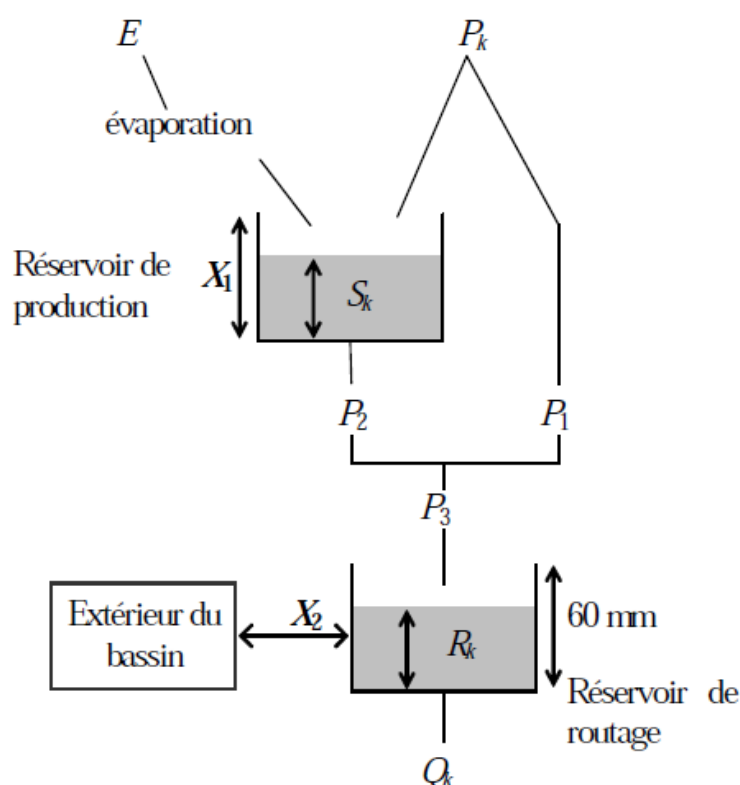 E
P_k
évaporation
Réservoir de
production
X_1
S_k
P_2
P_1
P_3
Extérieur du
bassin
X_2
R_k
60 mm
Réservoir de
routage
Q_k